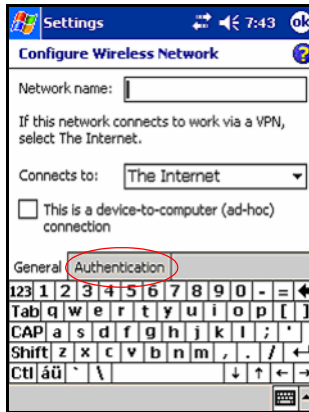 Settings 7:43 ok
Configure Wireless Network ?
Network name:
If this network connects to work via a VPN,
select The Internet.
Connects to: The Internet
This is a device-to-computer (ad-hoc)
connection
General Authentication
123 1 2 3 4 5 6 7 8 9 0 - =
Tab q w e r t y u i o p [ ]
CAP a s d f g h j k l ; '
Shift z x c v b n m , . /
Ctl áü ` \ ↓ ↑ ← →